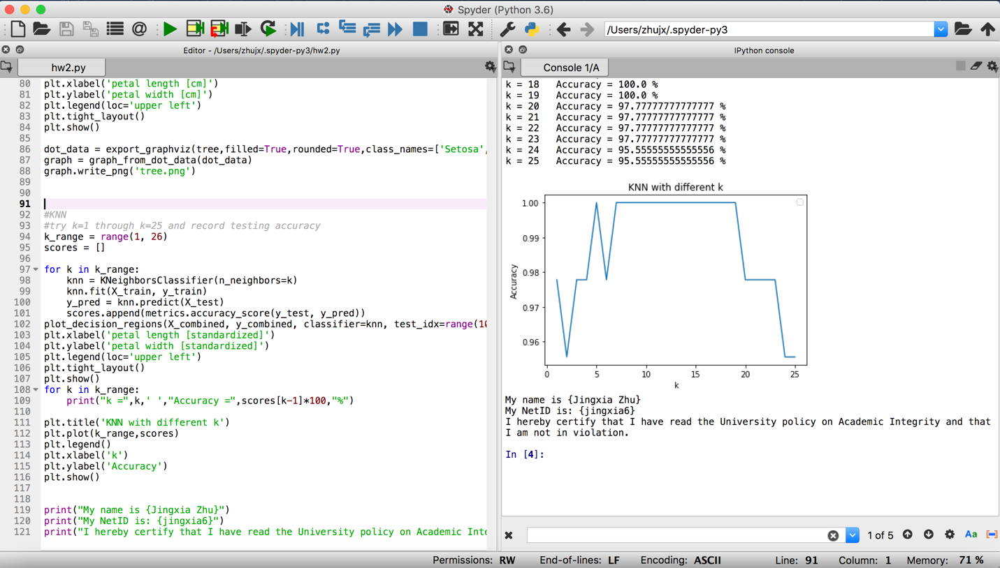 Spyder (Python 3.6)
/Users/zhujx/.spyder-py3
Editor - /Users/zhujx/.spyder-py3/hw2.py
hw2.py
80 plt.xlabel('petal length [cm]')
81 plt.ylabel('petal width [cm]')
82 plt.legend(loc='upper left')
83 plt.tight_layout()
84 plt.show()
85
86 dot_data = export_graphviz(tree,filled=True,rounded=True,class_names=['Setosa',
87 graph = graph_from_dot_data(dot_data)
88 graph.write_png('tree.png')
89
90
91
92 #KNN
93 #try k=1 through k=25 and record testing accuracy
94 k_range = range(1, 26)
95 scores = []
96
97 for k in k_range:
98     knn = KNeighborsClassifier(n_neighbors=k)
99     knn.fit(X_train, y_train)
100     y_pred = knn.predict(X_test)
101     scores.append(metrics.accuracy_score(y_test, y_pred))
102 plot_decision_regions(X_combined, y_combined, classifier=knn, test_idx=range(10
103 plt.xlabel('petal length [standardized]')
104 plt.ylabel('petal width [standardized]')
105 plt.legend(loc='upper left')
106 plt.tight_layout()
107 plt.show()
108 for k in k_range:
109     print("k =",k,' ',"Accuracy =",scores[k-1]*100,"%")
110
111 plt.title('KNN with different k')
112 plt.plot(k_range,scores)
113 plt.legend()
114 plt.xlabel('k')
115 plt.ylabel('Accuracy')
116 plt.show()
117
118
119 print("My name is {Jingxia Zhu}")
120 print("My NetID is: {jingxia6}")
121 print("I hereby certify that I have read the University policy on Academic Inte
IPython console
Console 1/A
k = 18   Accuracy = 100.0 %
k = 19   Accuracy = 100.0 %
k = 20   Accuracy = 97.77777777777777 %
k = 21   Accuracy = 97.77777777777777 %
k = 22   Accuracy = 97.77777777777777 %
k = 23   Accuracy = 97.77777777777777 %
k = 24   Accuracy = 95.55555555555556 %
k = 25   Accuracy = 95.55555555555556 %
KNN with different k
1.00
0.99
0.98
0.97
0.96
Accuracy
0 5 10 15 20 25
k
My name is {Jingxia Zhu}
My NetID is: {jingxia6}
I hereby certify that I have read the University policy on Academic Integrity and that
I am not in violation.
In [4]:
1 of 5 Aa
Permissions: RW End-of-lines: LF Encoding: ASCII Line: 91 Column: 1 Memory: 71 %